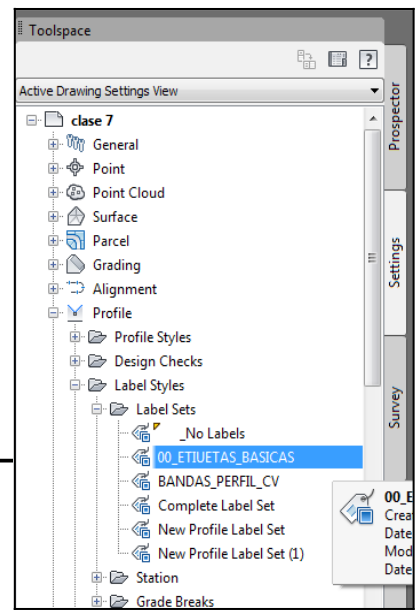 Toolspace
Active Drawing Settings View
clase 7
General
Point
Point Cloud
Surface
Parcel
Grading
Alignment
Profile
Profile Styles
Design Checks
Label Styles
Label Sets
_No Labels
00_ETIUETAS_BASICAS
BANDAS_PERFIL_CV
Complete Label Set
New Profile Label Set
New Profile Label Set (1)
Station
Grade Breaks
Prospector
Settings
Survey
00_E
Crea
Date
Mod
Date